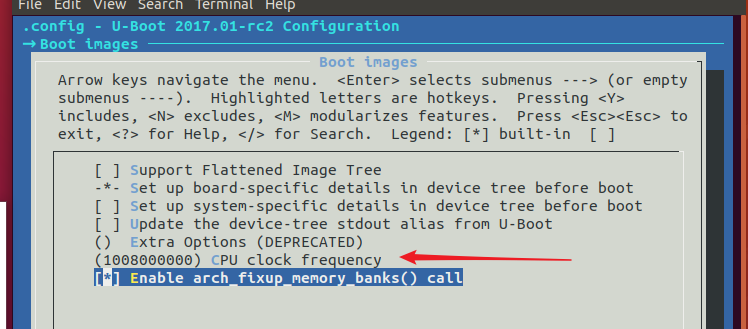 File Edit View Search Terminal Help
.config - U-Boot 2017.01-rc2 Configuration
→ Boot images
Boot images
Arrow keys navigate the menu. <Enter> selects submenus ---> (or empty
submenus ----). Highlighted letters are hotkeys. Pressing <Y>
includes, <N> excludes, <M> modularizes features. Press <Esc><Esc> to
exit, <?> for Help, </> for Search. Legend: [*] built-in [ ]
[ ] Support Flattened Image Tree
-*- Set up board-specific details in device tree before boot
[ ] Set up system-specific details in device tree before boot
[ ] Update the device-tree stdout alias from U-Boot
() Extra Options (DEPRECATED)
(1008000000) CPU clock frequency
[*] Enable arch_fixup_memory_banks() call